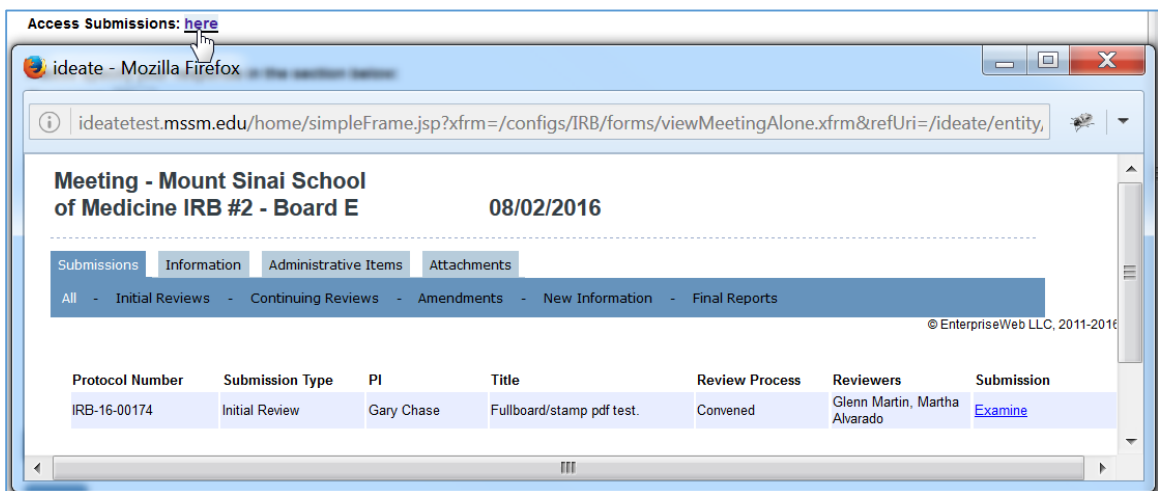 Access Submissions: here
ideate - Mozilla Firefox in the section below:
ideatetest.mssm.edu/home/simpleFrame.jsp?xfrm=/configs/IRB/forms/viewMeetingAlone.xfrm&refUri=/ideate/entity/
Meeting - Mount Sinai School
of Medicine IRB #2 - Board E 08/02/2016
Submissions Information Administrative Items Attachments
All - Initial Reviews - Continuing Reviews - Amendments - New Information - Final Reports
© EnterpriseWeb LLC, 2011-2016
Protocol Number Submission Type PI Title Review Process Reviewers Submission
IRB-16-00174 Initial Review Gary Chase Fullboard/stamp pdf test. Convened Glenn Martin, Martha Examine
Alvarado